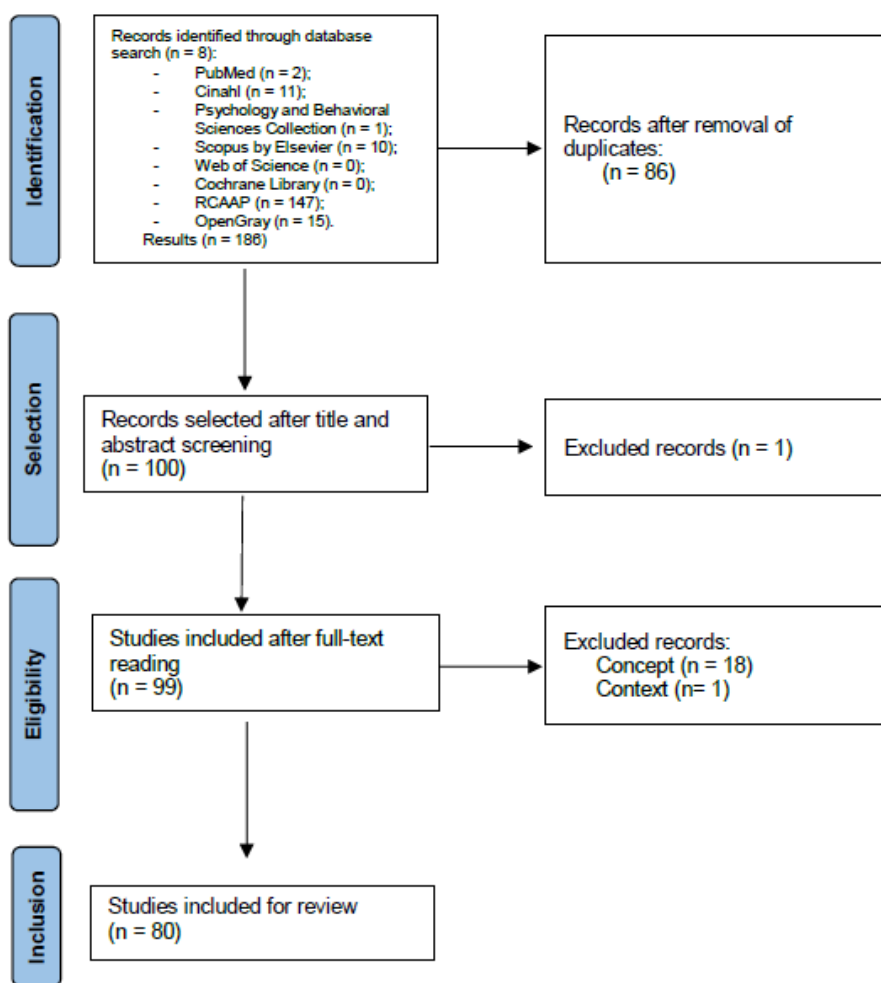 Identification
Records identified through database
search (n = 8):
- PubMed (n = 2);
- Cinahl (n = 11);
- Psychology and Behavioral
Sciences Collection (n = 1);
- Scopus by Elsevier (n = 10);
- Web of Science (n = 0);
- Cochrane Library (n = 0);
- RCAAP (n = 147);
- OpenGray (n = 15).
Results (n = 186)
Records after removal of
duplicates:
(n = 86)
Selection
Records selected after title and
abstract screening
(n = 100)
Excluded records (n = 1)
Eligibility
Studies included after full-text
reading
(n = 99)
Excluded records:
Concept (n = 18)
Context (n= 1)
Inclusion
Studies included for review
(n = 80)